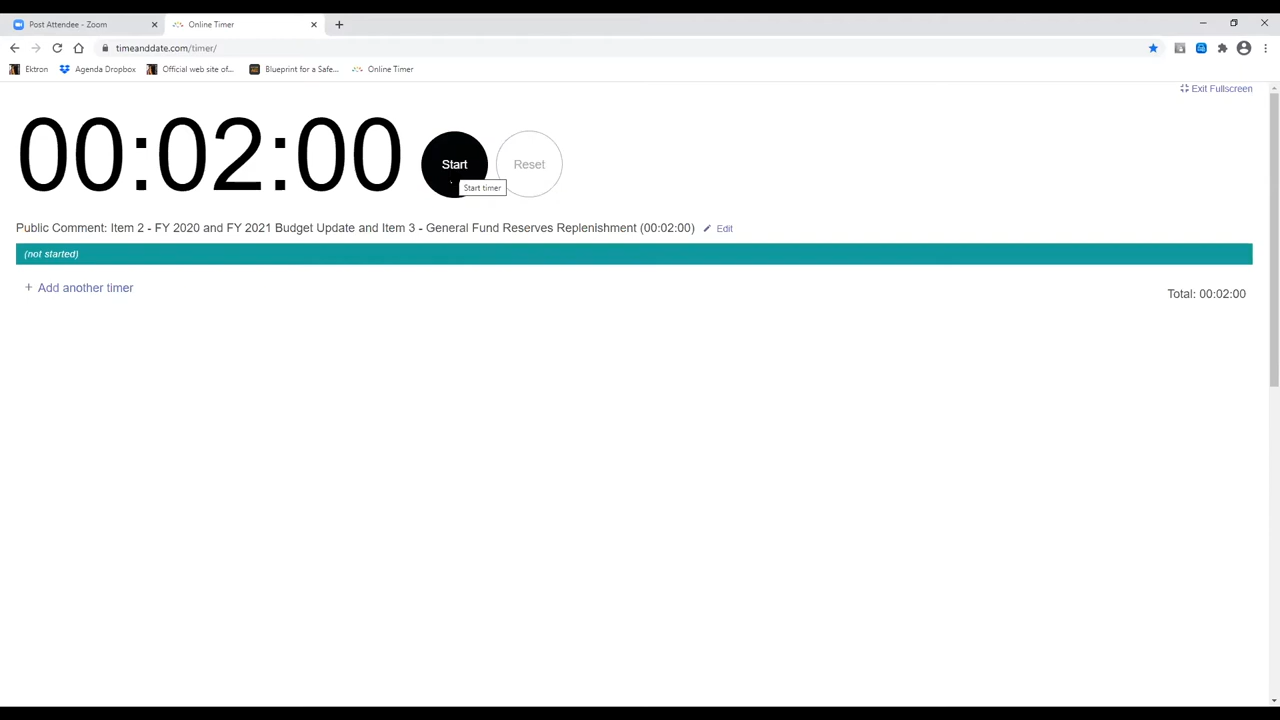 Post Attendee - Zoom
Online Timer
timeanddate.com/timer/
Ektron
Agenda Dropbox
Official web site of...
Blueprint for a Safe...
Online Timer
Exit Fullscreen
00:02:00
Start
Reset
Start timer
Public Comment: Item 2 - FY 2020 and FY 2021 Budget Update and Item 3 - General Fund Reserves Replenishment (00:02:00)
Edit
(not started)
+ Add another timer
Total: 00:02:00